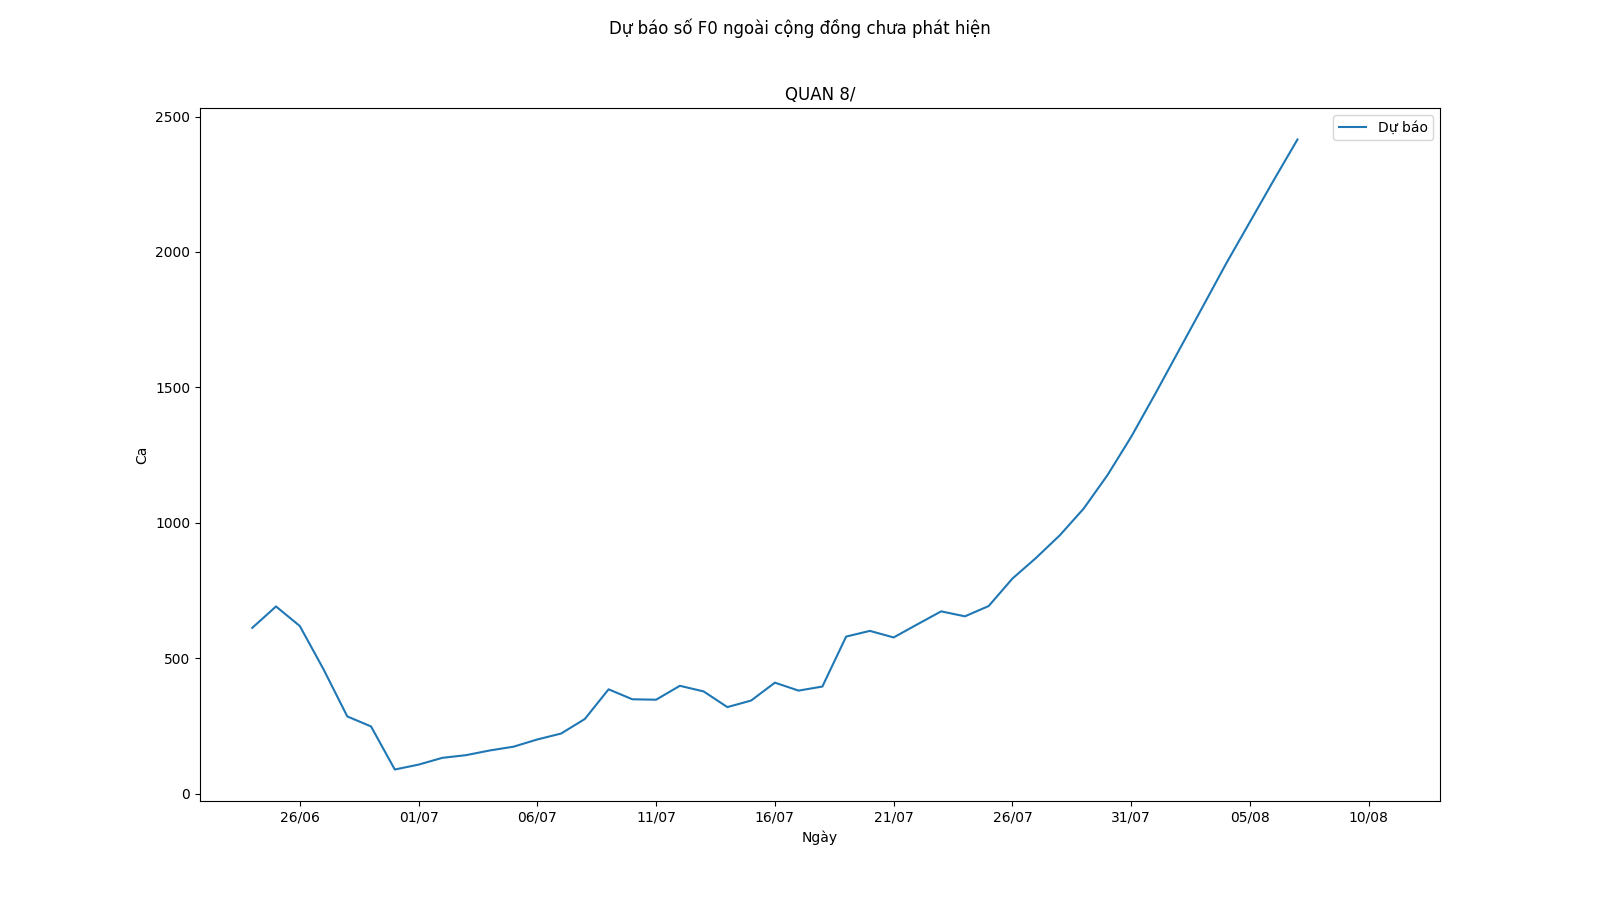 Dự báo số F0 ngoài cộng đồng chưa phát hiện
QUAN 8/
Dự báo
2500
2000
1500
1000
500
0
Ca
26/06 01/07 06/07 11/07 16/07 21/07 26/07 31/07 05/08 10/08
Ngày